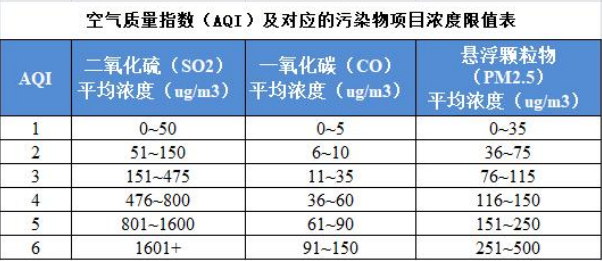 空气质量指数（AQI）及对应的污染物项目浓度限值表
AQI 二氧化硫（SO2）平均浓度（ug/m3） 一氧化碳（CO）平均浓度（ug/m3） 悬浮颗粒物（PM2.5）平均浓度（ug/m3）
1 0~50 0~5 0~35
2 51~150 6~10 36~75
3 151~475 11~35 76~115
4 476~800 36~60 116~150
5 801~1600 61~90 151~250
6 1601+ 91~150 251~500